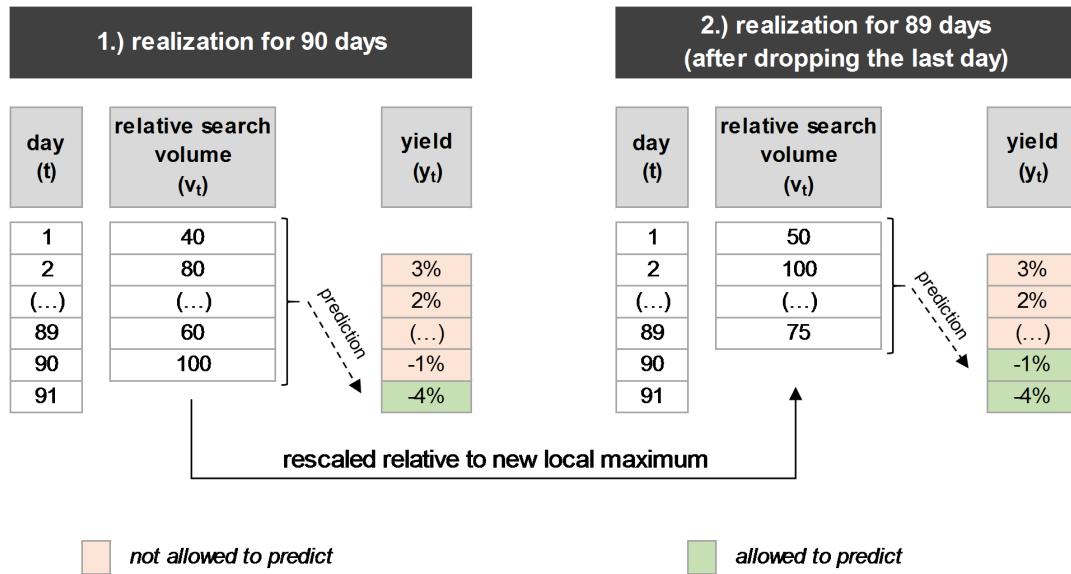 1.) realization for 90 days
day
(t)
relative search
volume
(vt)
yield
(yt)
1
40
2
80
3%
(...)
(...)
2%
89
60
(...)
90
100
-1%
91
-4%
prediction
2.) realization for 89 days
(after dropping the last day)
day
(t)
relative search
volume
(vt)
yield
(yt)
1
50
2
100
3%
(...)
(...)
2%
89
75
(...)
90
-1%
91
-4%
prediction
rescaled relative to new local maximum
not allowed to predict
allowed to predict